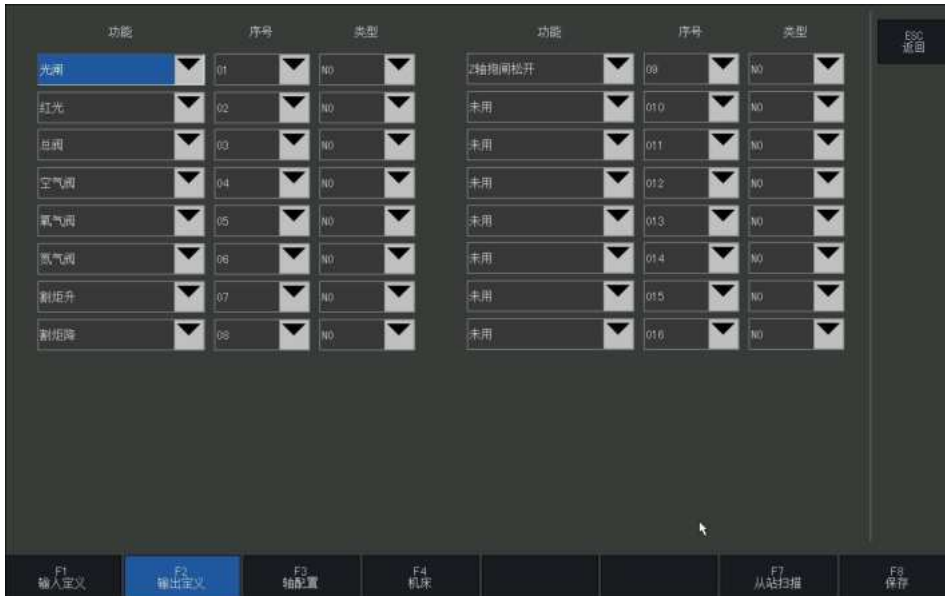 功能 序号 类型 功能 序号 类型
ESC
返回
光闸 01 NO Z轴抱闸松开 09 NO
红光 02 NO 未用 010 NO
总阀 03 NO 未用 011 NO
空气阀 04 NO 未用 012 NO
氧气阀 05 NO 未用 013 NO
氮气阀 06 NO 未用 014 NO
割炬升 07 NO 未用 015 NO
割炬降 08 NO 未用 016 NO
F1 F2 F3 F4 F7 F8
输入定义 输出定义 轴配置 机床 从站扫描 保存